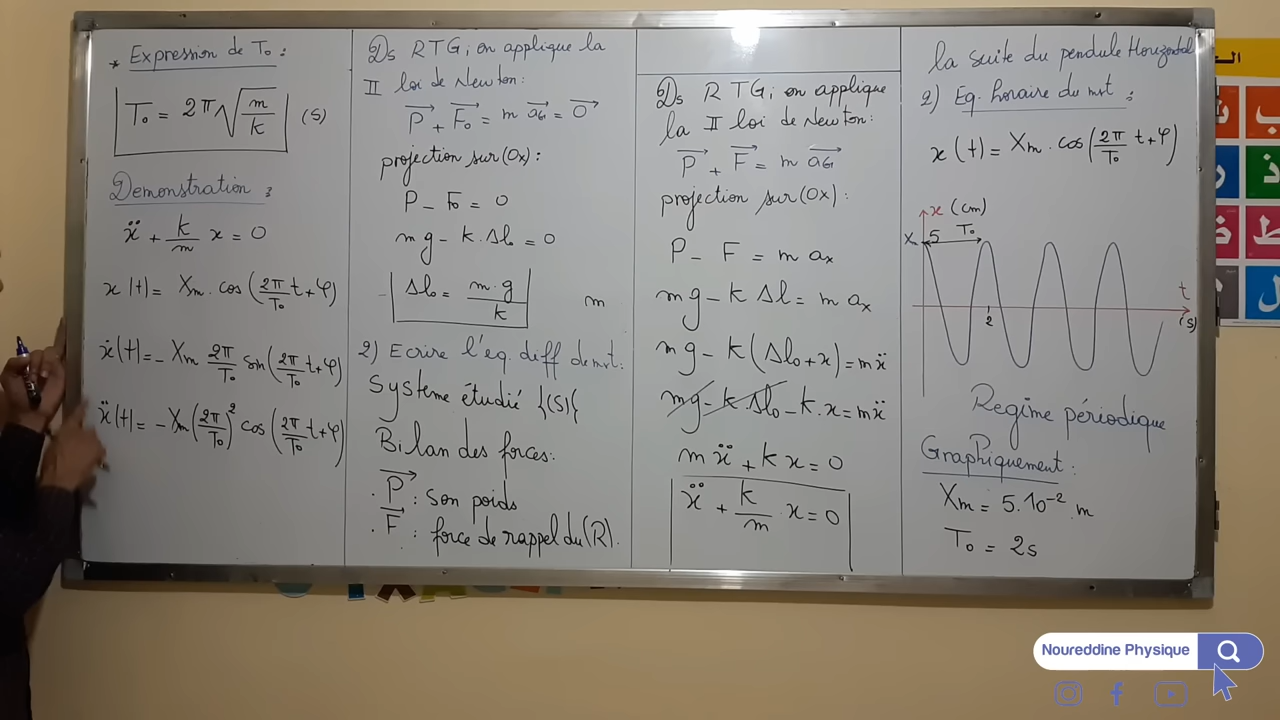 * Expression de T₀ :
T₀ = 2π√(m/k) (s)
Demonstration :
ẍ + k/m x = 0
x(t) = Xm . cos(2π/T₀ t + φ)
ẋ(t) = - Xm 2π/T₀ sin(2π/T₀ t + φ)
ẍ(t) = - Xm(2π/T₀)² cos(2π/T₀ t + φ)
Ds RTG, on applique la
II loi de Newton:
P⃗ + F₀⃗ = m aG⃗ = 0⃗
projection sur (Ox) :
P - F₀ = 0
mg - k.Δl₀ = 0
Δl₀ = m.g/k m
2) Ecrire l'eq. diff de mvt.
Système étudié {(S)}
Bilan des forces:
. P⃗ : Son poids
. F⃗ : force de rappel du (R).
Ds RTG, on applique
la II loi de Newton:
P⃗ + F⃗ = m aG⃗
projection sur (Ox) :
P - F = m ax
mg - k Δl = m ax
mg - k(Δl₀ + x) = mẍ
mg - k Δl₀ - k.x = mẍ
m ẍ + k x = 0
ẍ + k/m . x = 0
la suite du pendule Horizontal
2) Eq. horaire du mvt :
x(t) = Xm . cos(2π/T₀ t + φ)
x (cm)
Xm 5 T₀
2
t
(s)
Regime périodique
Graphiquement :
Xm = 5.10⁻² m
T₀ = 2s
Noureddine Physique